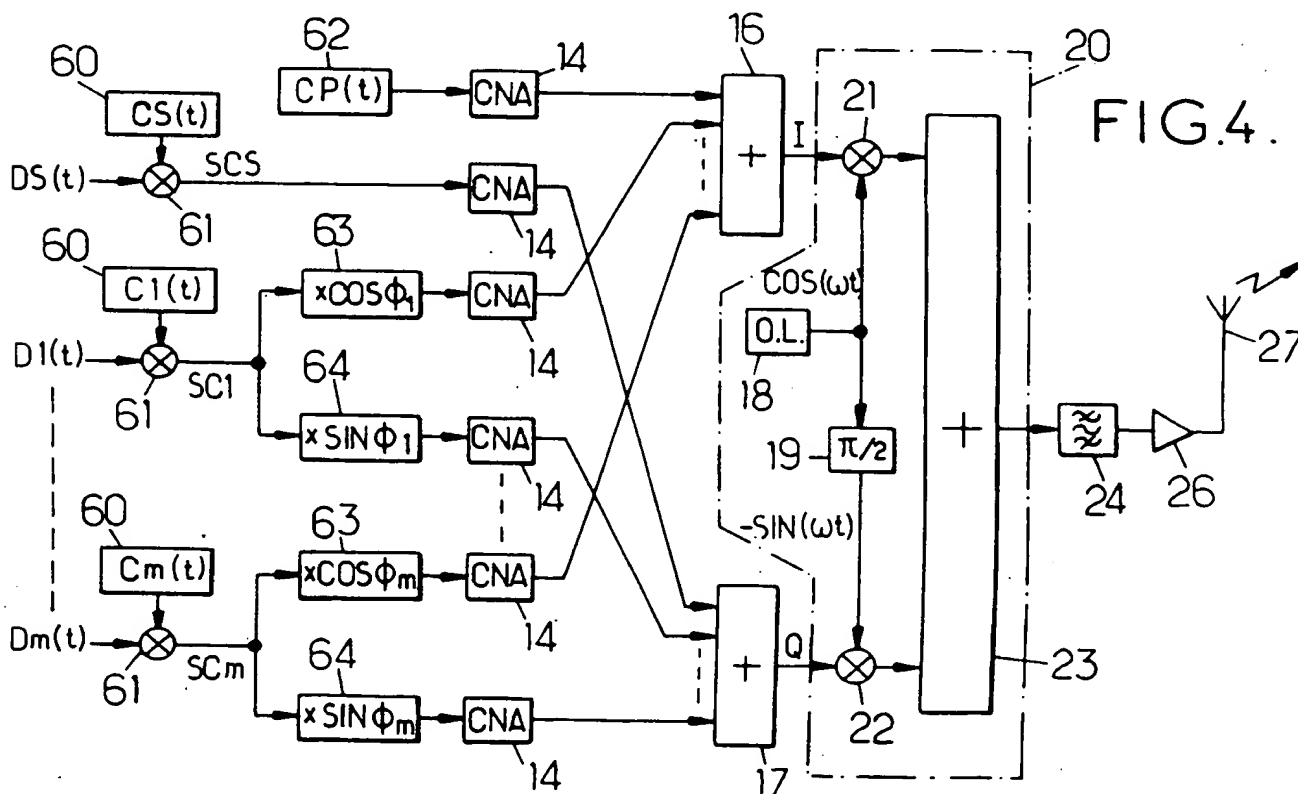 62
16
20
60
14
CP(t)
CNA
21
FIG.4.
CS(t)
I
+
DS(t)
SCS
CNA
61
14
63
60
C1(t)
xCOSΦ1
CNA
COS(ωt)
O.L.
27
14
D1(t)
SC1
64
18
61
xSINΦ1
CNA
19
π/2
+
24
26
14
60
63
-SIN(ωt)
Cm(t)
xCOSΦm
CNA
14
Dm(t)
SCm
64
+
Q
23
61
xSINΦm
CNA
22
14
17